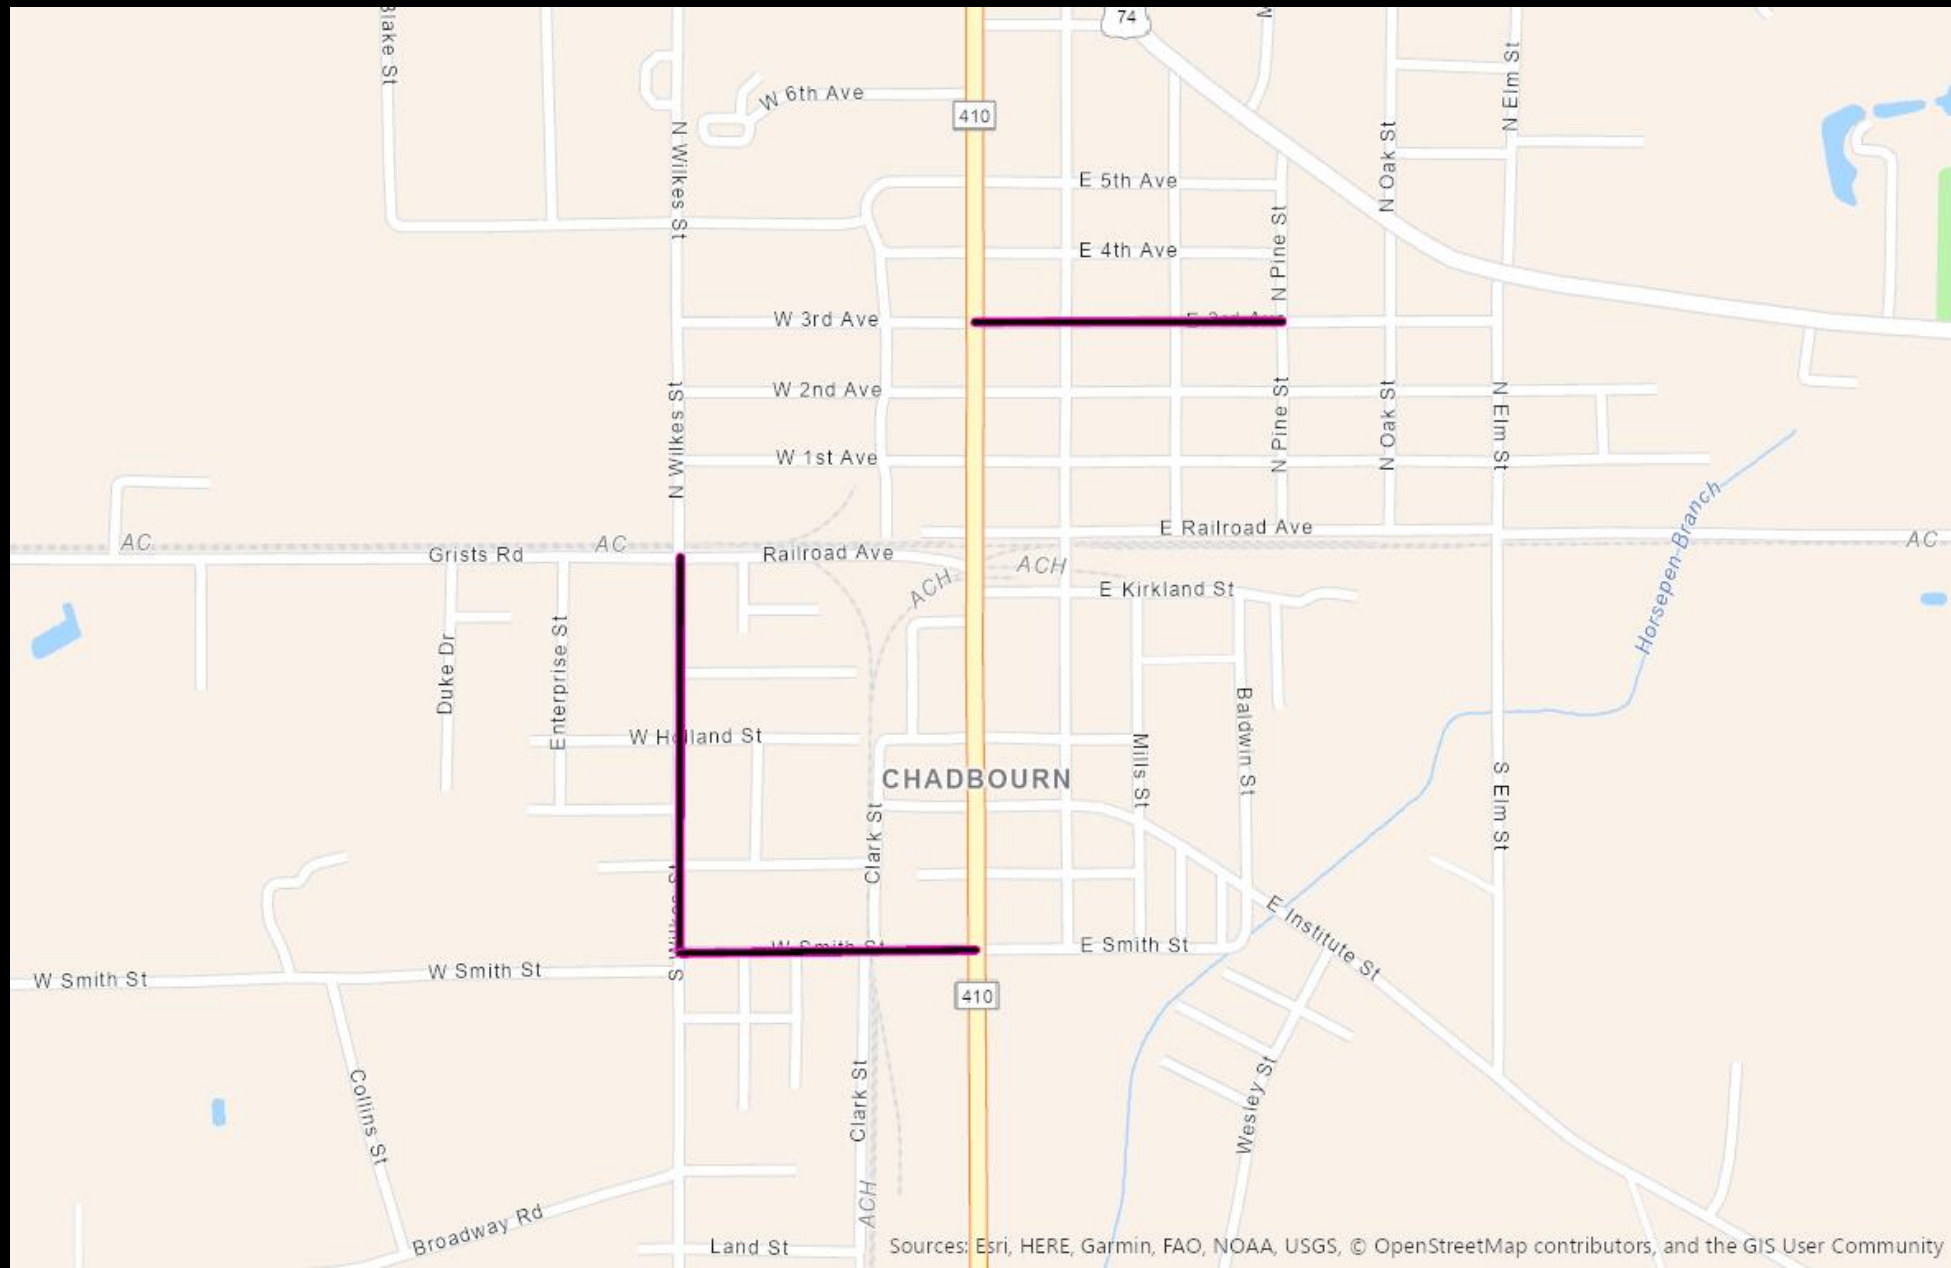 Blake St
74
N Elm St
W 6th Ave
410
N Wilkes St
N Oak St
E 5th Ave
N Pine St
E 4th Ave
W 3rd Ave
W 2nd Ave
N Wilkes St
N Pine St
N Oak St
N Elm St
W 1st Ave
E Railroad Ave
AC
AC
AC
Grists Rd
Railroad Ave
ACH
ACH
E Kirkland St
Horsepen-Branch
Duke Dr
Enterprise St
W Holland St
Baldwin St
Mills St
CHADBOURN
S Elm St
Clark St
S Wilkes St
W Smith St
E Smith St
E Institute St
W Smith St
W Smith St
410
Collins St
Clark St
Wesley St
ACH
Broadway Rd
Land St
Sources: Esri, HERE, Garmin, FAO, NOAA, USGS, © OpenStreetMap contributors, and the GIS User Community